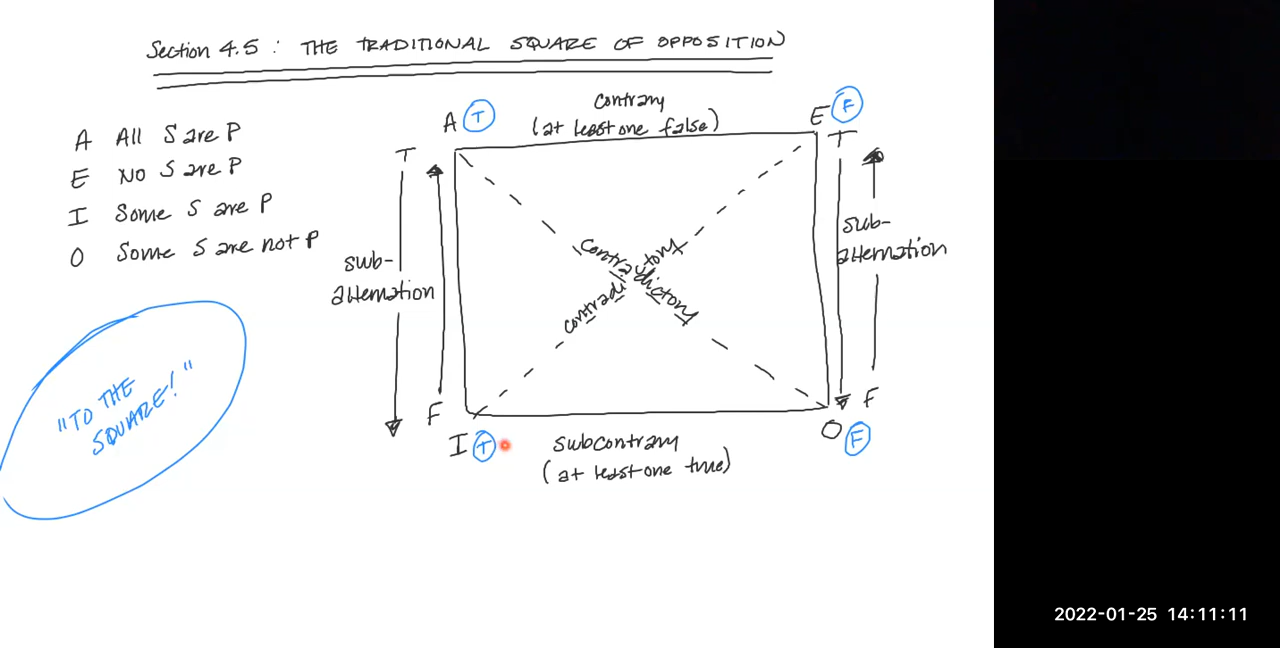 Section 4.5 : THE TRADITIONAL SQUARE OF OPPOSITION
A All S are P
E No S are P
I Some S are P
O Some S are not P
"TO THE
SQUARE!"
A T
contrary
(at least one false)
E F
T
T
sub-
alternation
F
contradictory
contradictory
sub-
alternation
F
I T
subcontrary
(at least one true)
O F
2022-01-25 14:11:11